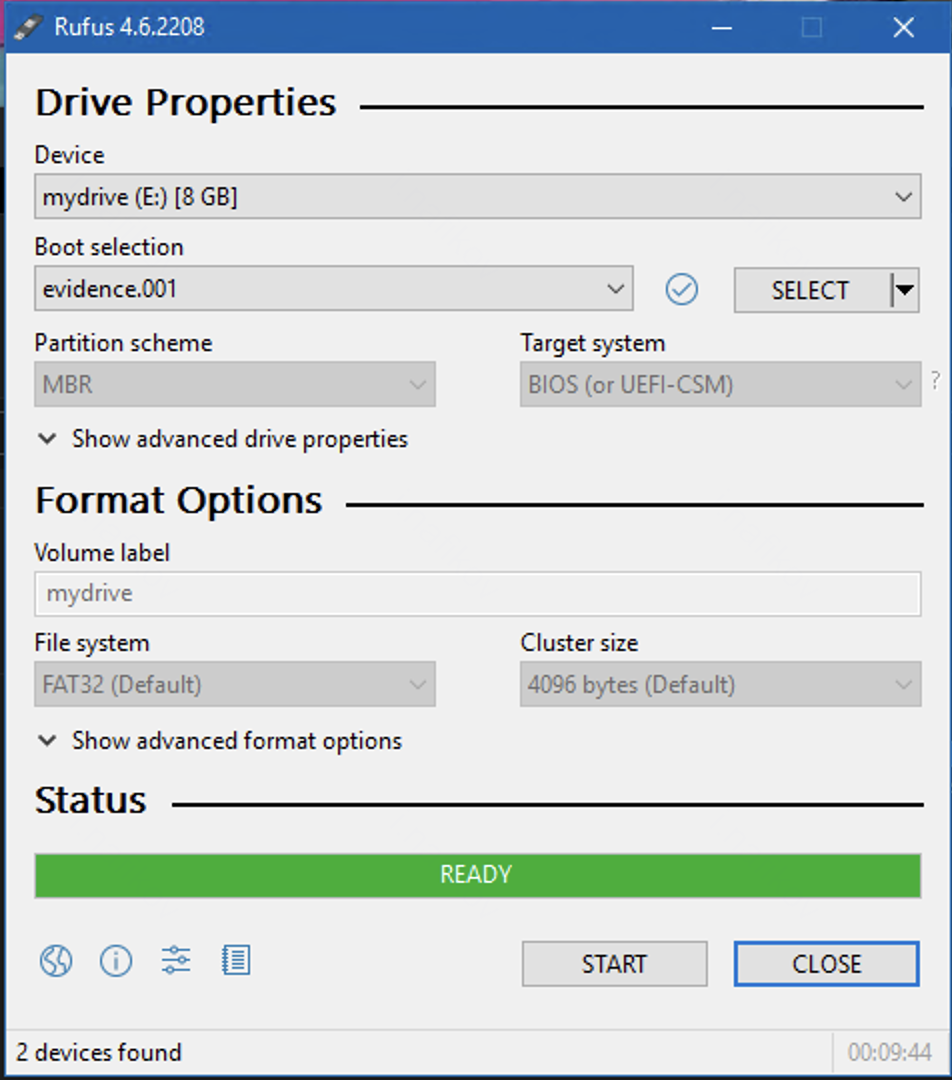 Rufus 4.6.2208
Drive Properties
Device
mydrive (E:) [8 GB]
Boot selection
evidence.001
SELECT
Partition scheme
Target system
MBR
BIOS (or UEFI-CSM)
?
Show advanced drive properties
Format Options
Volume label
mydrive
File system
Cluster size
FAT32 (Default)
4096 bytes (Default)
Show advanced format options
Status
READY
START
CLOSE
2 devices found
00:09:44